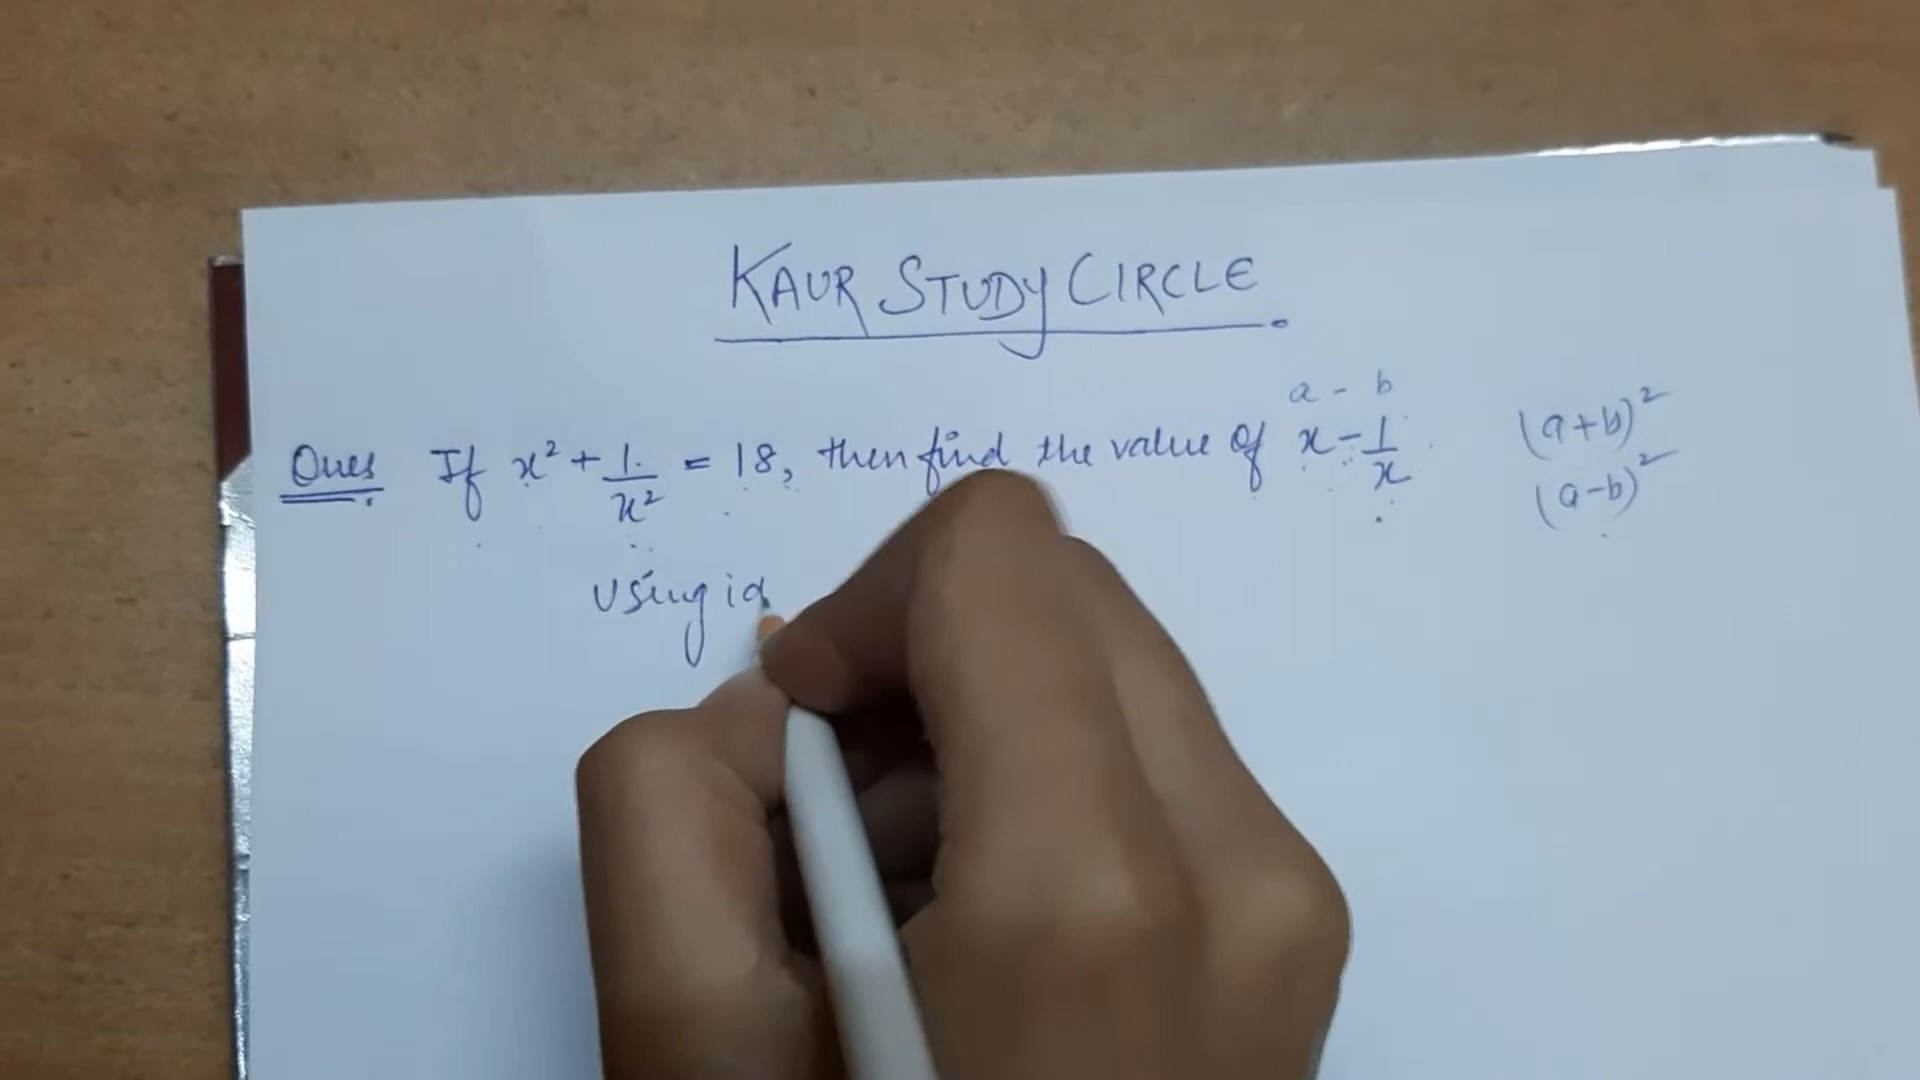 KAUR STUDY CIRCLE.
a - b
Ques If x² + 1/x² = 18, then find the value of x - 1/x
(a+b)²
(a-b)²
Using id